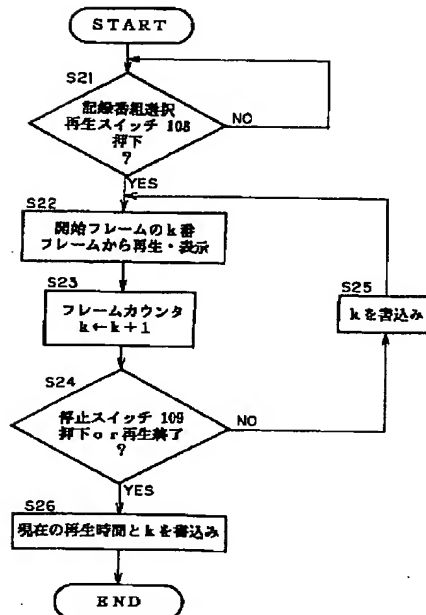 START
S21
記録番組選択
再生スイッチ 108
押下
?
NO
YES
S22
開始フレームのk番
フレームから再生・表示
S23
フレームカウンタ
k←k+1
S25
kを書込み
S24
停止スイッチ 109
押下or再生終了
?
NO
YES
S26
現在の再生時間とkを書込み
END